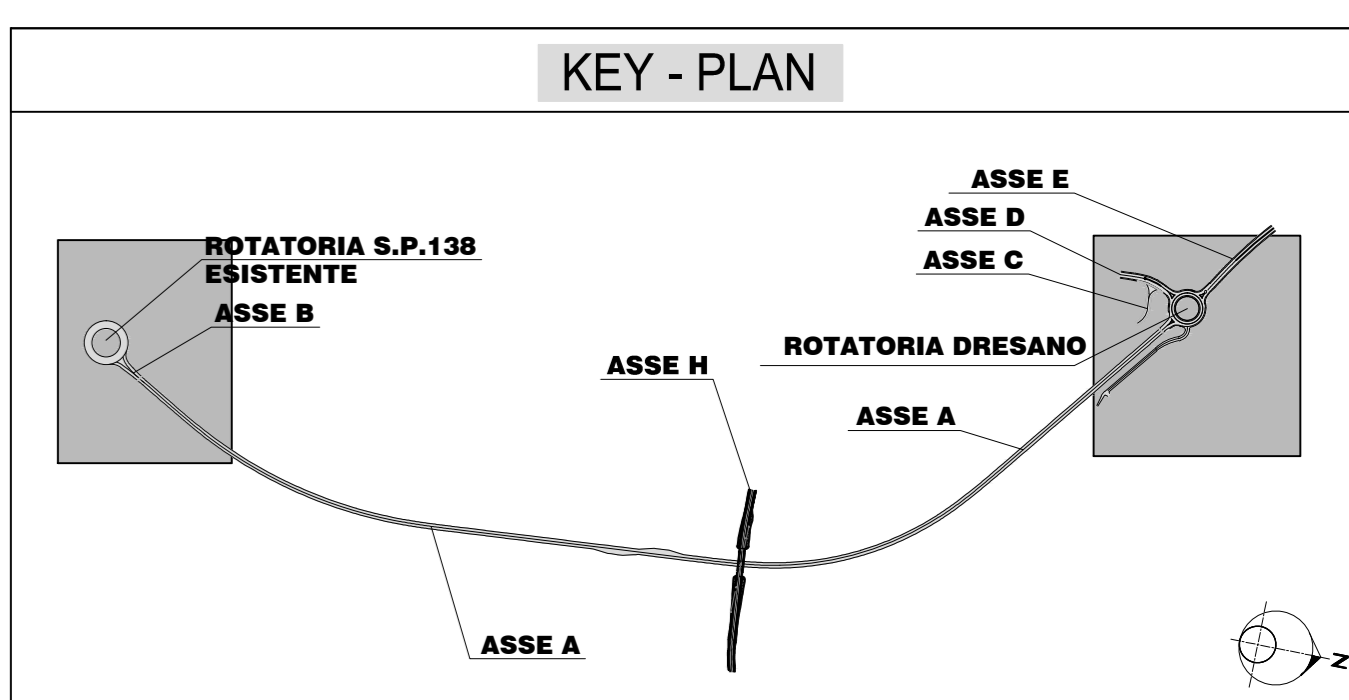 KEY - PLAN
ASSE E
ASSE D
ROTATORIA S.P.138
ESISTENTE
ASSE C
ASSE B
ROTATORIA DRESANO
ASSE H
ASSE A
ASSE A
N